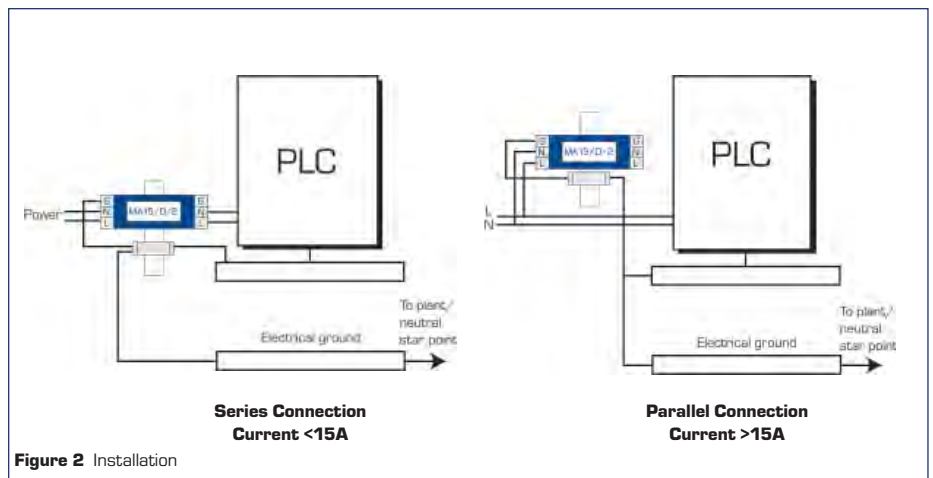 PLC
G
N
L
MA15/D/2
G
N
L
Power
To plant/
neutral
star point
Electrical ground
Series Connection
Current <15A
PLC
G
N
L
MA15/D-2
G
N
L
L
N
To plant/
neutral
star point
Electrical ground
Parallel Connection
Current >15A
Figure 2 Installation